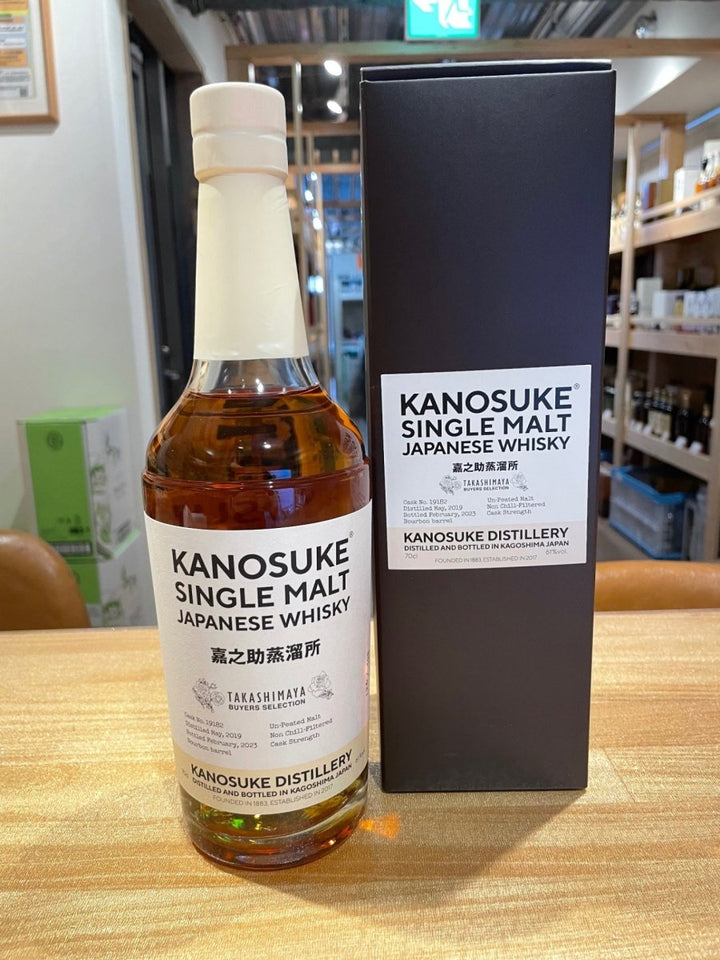 KANOSUKE®
SINGLE MALT
JAPANESE WHISKY
嘉之助蒸溜所
TAKASHIMAYA
BUYERS SELECTION
Cask No.19182
Distilled May, 2019
Bottled February, 2023
Bourbon barrel
Un-Peated Malt
Non Chill-Filtered
Cask Strength
KANOSUKE DISTILLERY
DISTILLED AND BOTTLED IN KAGOSHIMA JAPAN
FOUNDED IN 1883, ESTABLISHED IN 2017
KANOSUKE®
SINGLE MALT
JAPANESE WHISKY
嘉之助蒸溜所
TAKASHIMAYA
BUYERS SELECTION
Cask No. 19182
Distilled May, 2019
Bottled February, 2023
Bourbon barrel
Un-Peated Malt
Non Chill-Filtered
Cask Strength
KANOSUKE DISTILLERY
DISTILLED AND BOTTLED IN KAGOSHIMA JAPAN
70cl
61%vol.
FOUNDED IN 1883, ESTABLISHED IN 2017